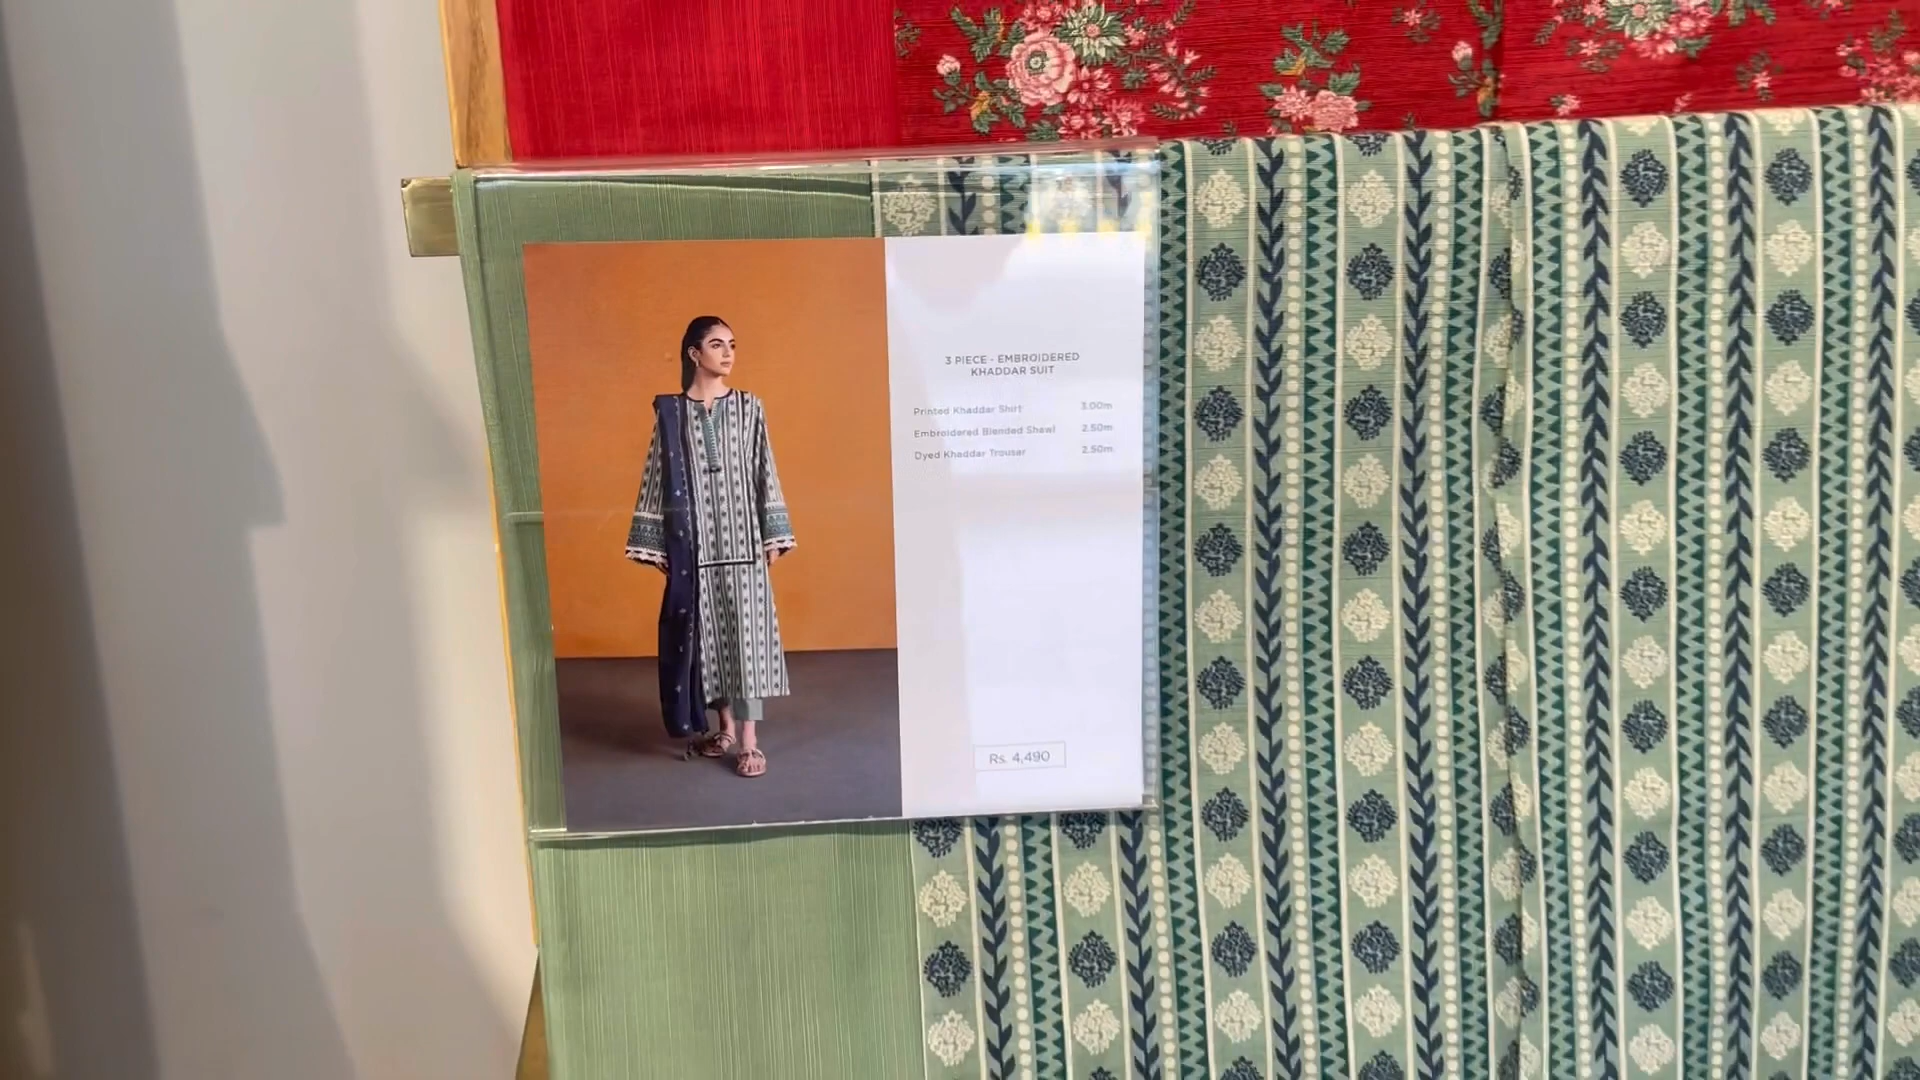 3 PIECE - EMBROIDERED
KHADDAR SUIT
Printed Khaddar Shirt 3.00m
Embroidered Blended Shawl 2.50m
Dyed Khaddar Trouser 2.50m
Rs. 4,490